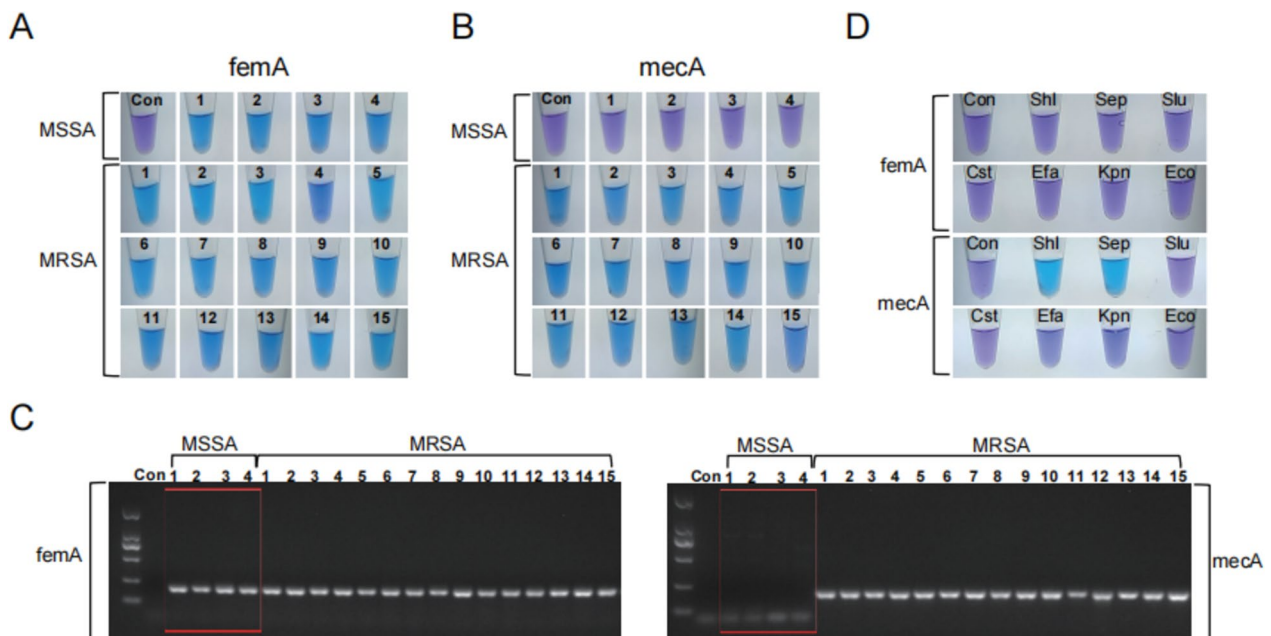 A
B
D
femA
mecA
MSSA
Con 1 2 3 4
MRSA
1 2 3 4 5
6 7 8 9 10
11 12 13 14 15
MSSA
Con 1 2 3 4
MRSA
1 2 3 4 5
6 7 8 9 10
11 12 13 14 15
femA
Con Shl Sep Slu
Cst Efa Kpn Eco
mecA
Con Shl Sep Slu
Cst Efa Kpn Eco
C
MSSA MRSA
Con 1 2 3 4 1 2 3 4 5 6 7 8 9 10 11 12 13 14 15
femA
MSSA MRSA
Con 1 2 3 4 1 2 3 4 5 6 7 8 9 10 11 12 13 14 15
mecA